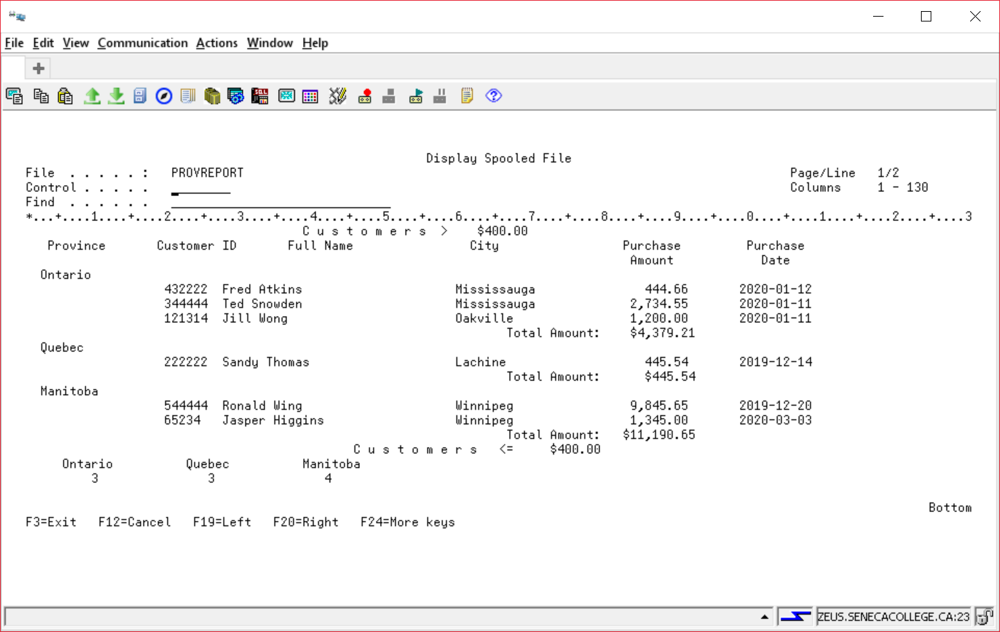 File Edit View Communication Actions Window Help
Display Spooled File
File . . . . . : PROVREPORT Page/Line 1/2
Control . . . . . Columns 1 - 130
Find . . . . . .
*...+....1....+....2....+....3....+....4....+....5....+....6....+....7....+....8....+....9....+....0....+....1....+....2....+....3
C u s t o m e r s > $400.00
Province Customer ID Full Name City Purchase Purchase
Amount Date
Ontario
432222 Fred Atkins Mississauga 444.66 2020-01-12
344444 Ted Snowden Mississauga 2,734.55 2020-01-11
121314 Jill Wong Oakville 1,200.00 2020-01-11
Total Amount: $4,379.21
Quebec
222222 Sandy Thomas Lachine 445.54 2019-12-14
Total Amount: $445.54
Manitoba
544444 Ronald Wing Winnipeg 9,845.65 2019-12-20
65234 Jasper Higgins Winnipeg 1,345.00 2020-03-03
Total Amount: $11,190.65
C u s t o m e r s <= $400.00
Ontario Quebec Manitoba
3 3 4
Bottom
F3=Exit F12=Cancel F19=Left F20=Right F24=More keys
ZEUS.SENECACOLLEGE.CA:23